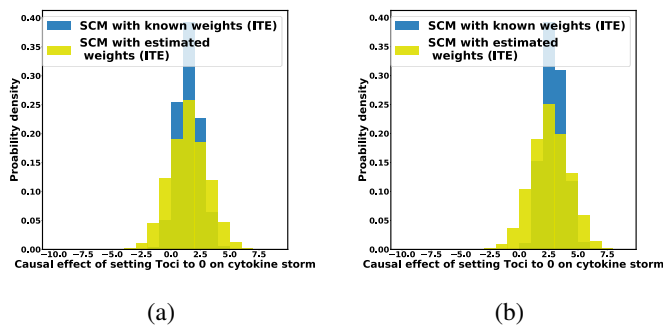 SCM with known weights (ITE)
SCM with estimated
weights (ITE)
0.40
0.35
0.30
0.25
0.20
0.15
0.10
0.05
0.00
Proability density
−10.0 −7.5 −5.0 −2.5 0.0 2.5 5.0 7.5
Causal effect of setting Toci to 0 on cytokine storm
(a)
SCM with known weights (ITE)
SCM with estimated
weights (ITE)
0.40
0.35
0.30
0.25
0.20
0.15
0.10
0.05
0.00
Proability density
−10.0 −7.5 −5.0 −2.5 0.0 2.5 5.0 7.5
Causal effect of setting Toci to 0 on cytokine storm
(b)